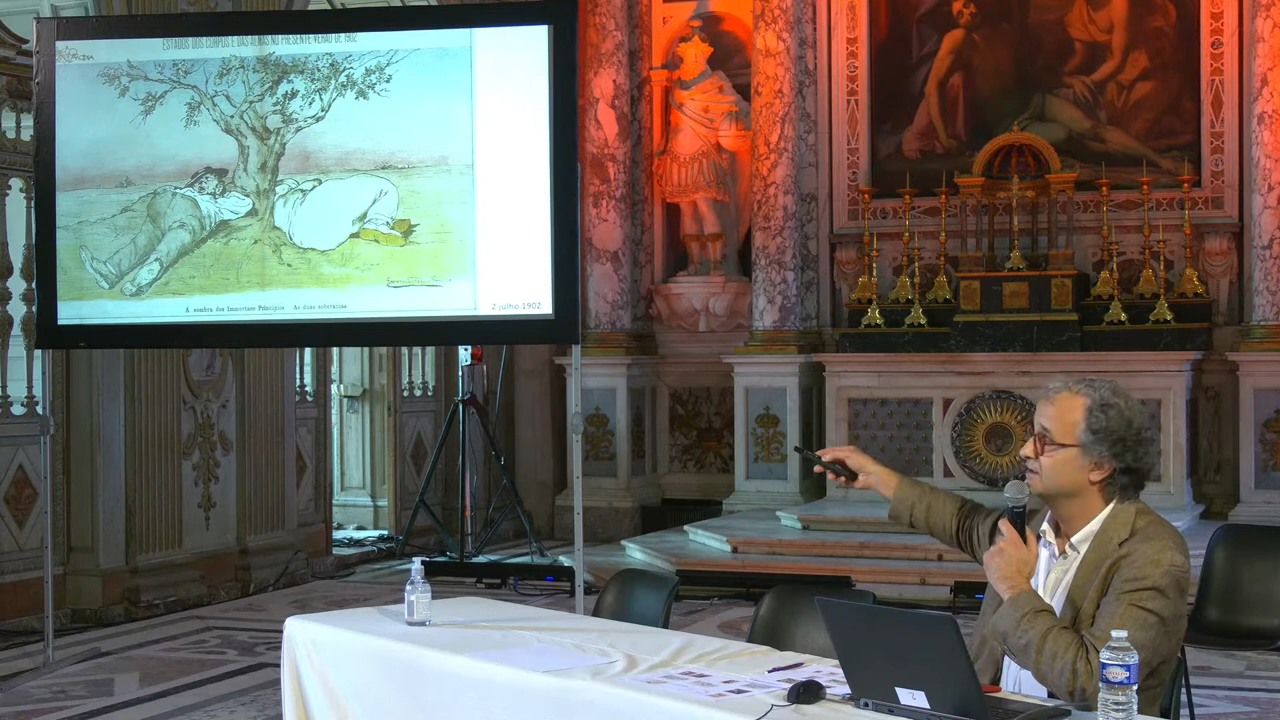 ESTADOS DOS CORPOS E DAS ALMAS NO PRESENTE VERÃO DE 1902
A sombra dos Immortaes Principios As duas soberanias
2 julho 1902
2